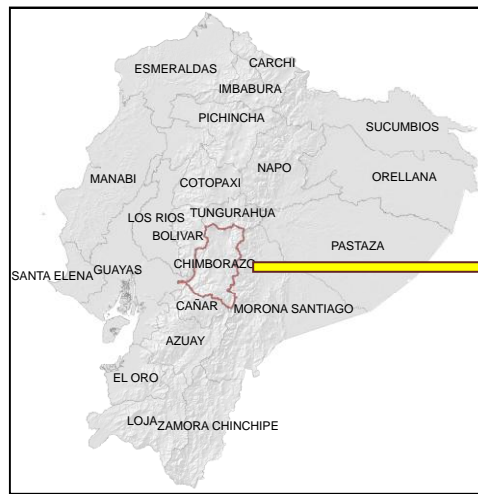 CARCHI
ESMERALDAS
IMBABURA
PICHINCHA
SUCUMBIOS
NAPO
MANABI
COTOPAXI
ORELLANA
LOS RIOS
TUNGURAHUA
BOLIVAR
PASTAZA
CHIMBORAZO
SANTA ELENA
GUAYAS
CAÑAR
MORONA SANTIAGO
AZUAY
EL ORO
LOJA
ZAMORA CHINCHIPE